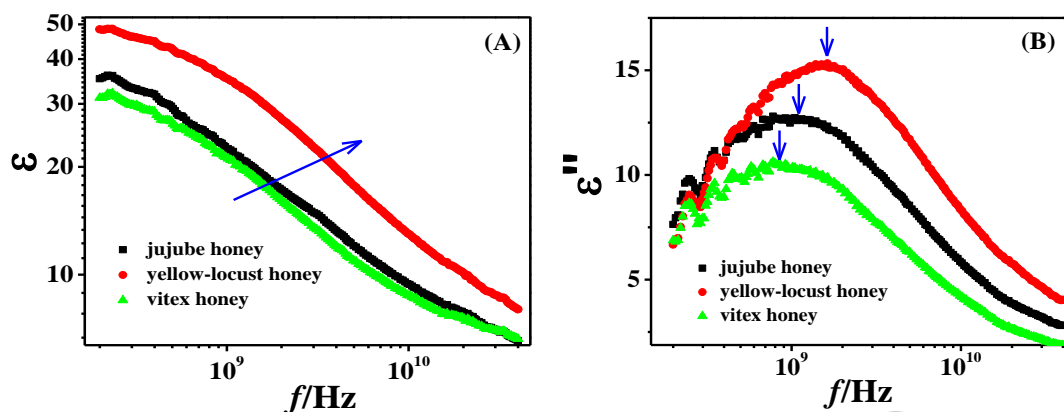 (A)
ε
50
40
30
20
10
jujube honey
yellow-locust honey
vitex honey
10⁹
10¹⁰
f/Hz
(B)
ε"
15
10
5
jujube honey
yellow-locust honey
vitex honey
10⁹
10¹⁰
f/Hz